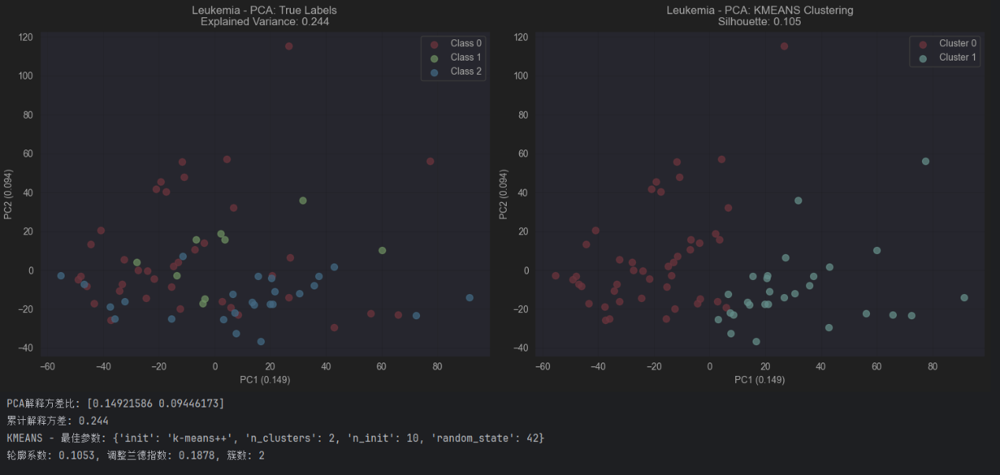 Leukemia - PCA: True Labels
Explained Variance: 0.244
120
100
80
60
40
20
0
−20
−40
PC2 (0.094)
Class 0
Class 1
Class 2
−60
−40
−20
0
20
40
60
80
PC1 (0.149)
Leukemia - PCA: KMEANS Clustering
Silhouette: 0.105
120
100
80
60
40
20
0
−20
−40
PC2 (0.094)
Cluster 0
Cluster 1
−60
−40
−20
0
20
40
60
80
PC1 (0.149)
PCA解释方差比: [0.14921586 0.09446173]
累计解释方差: 0.244
KMEANS - 最佳参数: {'init': 'k-means++', 'n_clusters': 2, 'n_init': 10, 'random_state': 42}
轮廓系数: 0.1053, 调整兰德指数: 0.1878, 簇数: 2